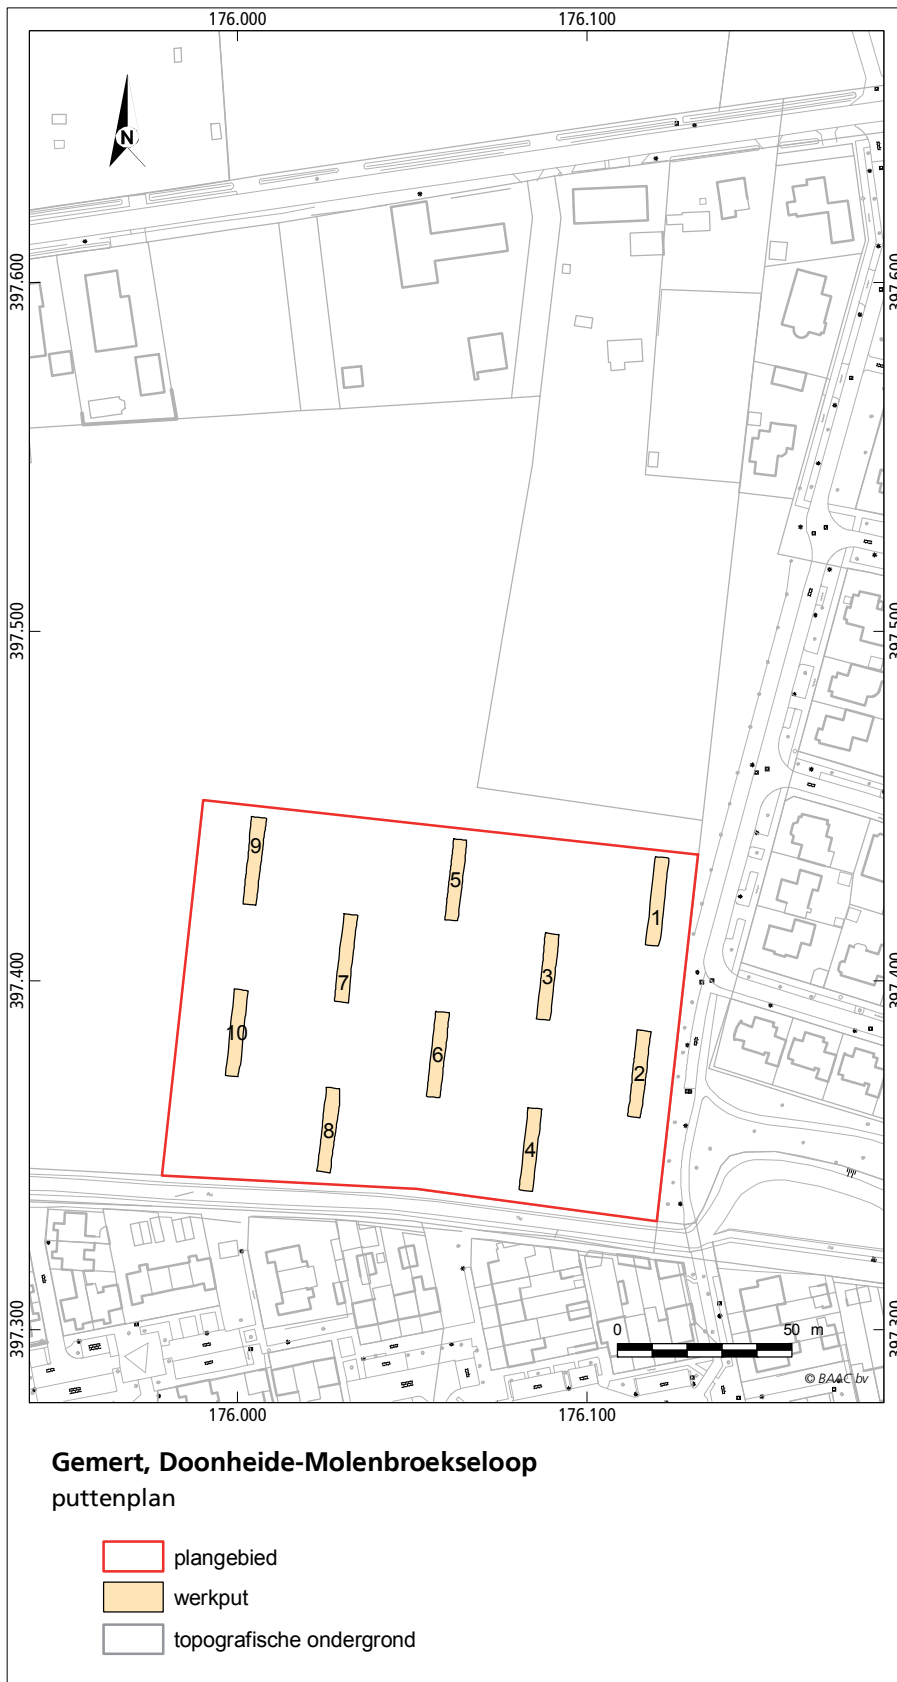 176.000 176.100
N
397.600 397.600
397.500 397.500
9
5
1
7
3
10
6
2
8
4
397.400 397.400
397.300 397.300
0 50 m
© BAAC bv
176.000 176.100
Gemert, Doonheide-Molenbroekseloop
puttenplan
plangebied
werkput
topografische ondergrond